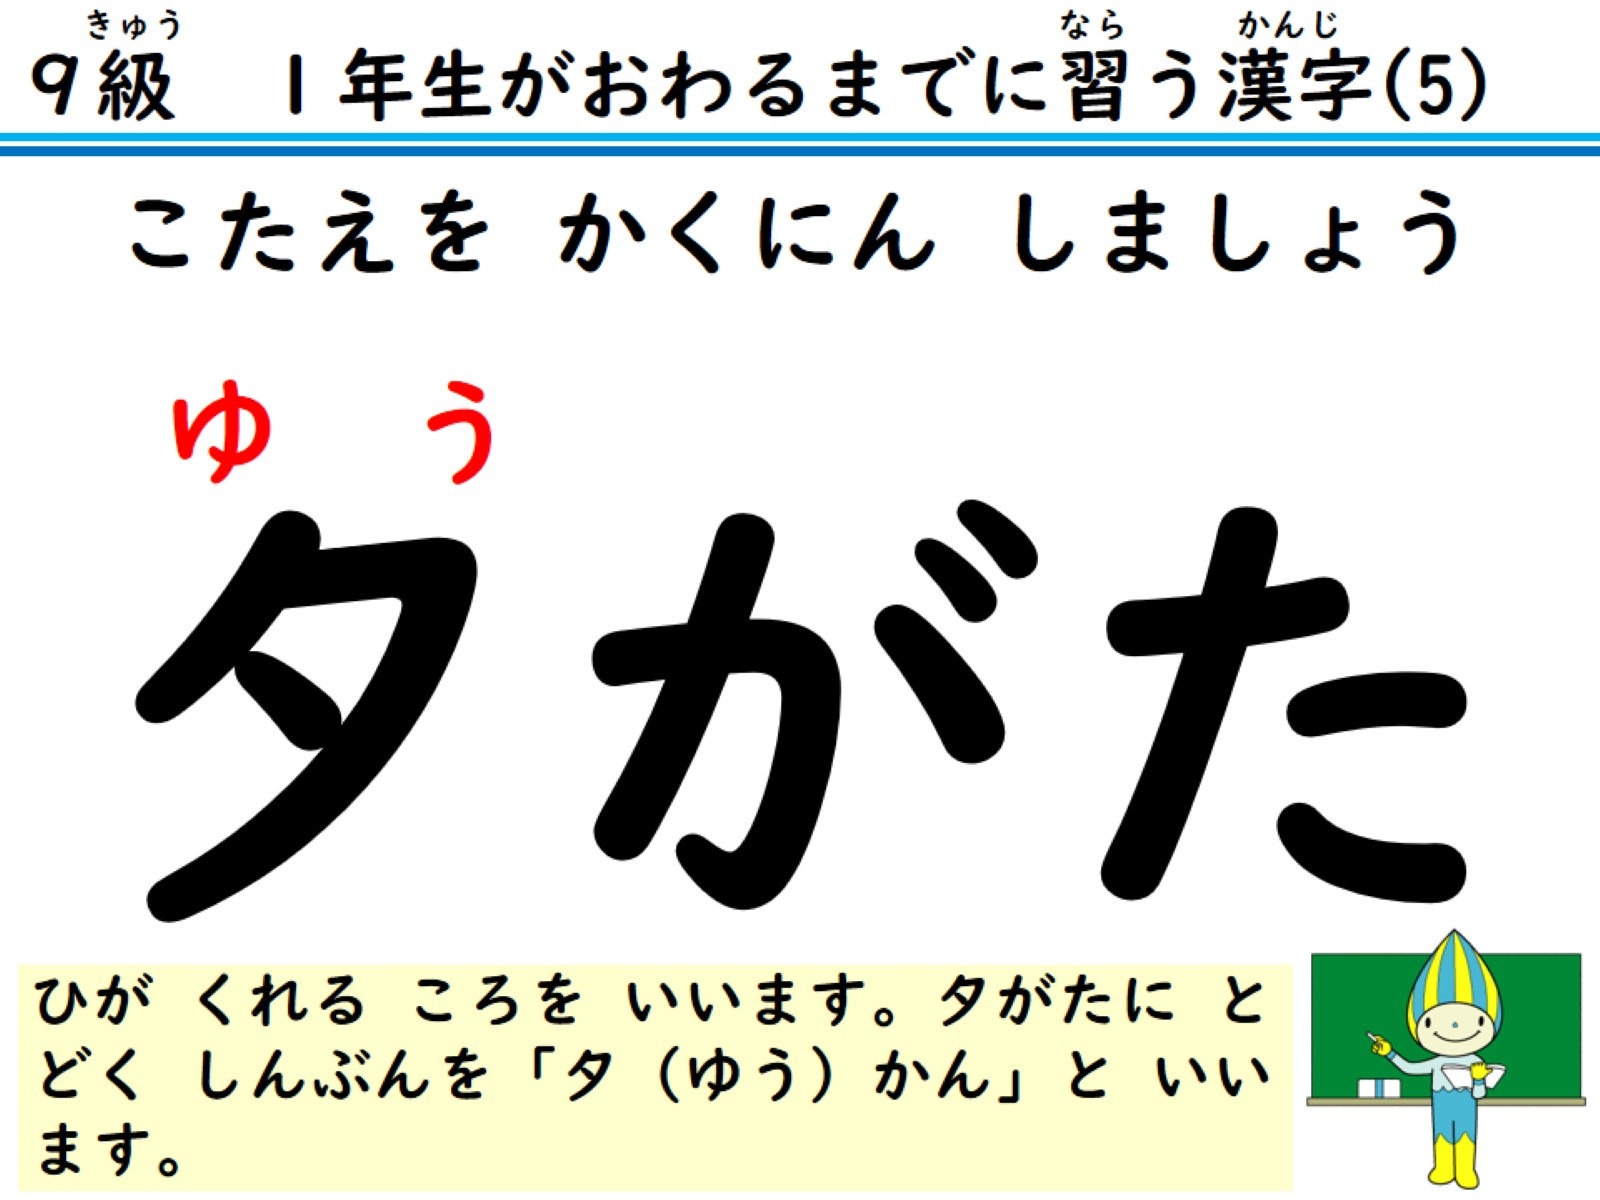 きゅう なら かんじ
9級 1年生がおわるまでに習う漢字(5)
こたえを かくにん しましょう
ゆう
夕がた
ひが くれる ころを いいます。夕がたに と
どく しんぶんを「夕(ゆう)かん」と いい
ます。